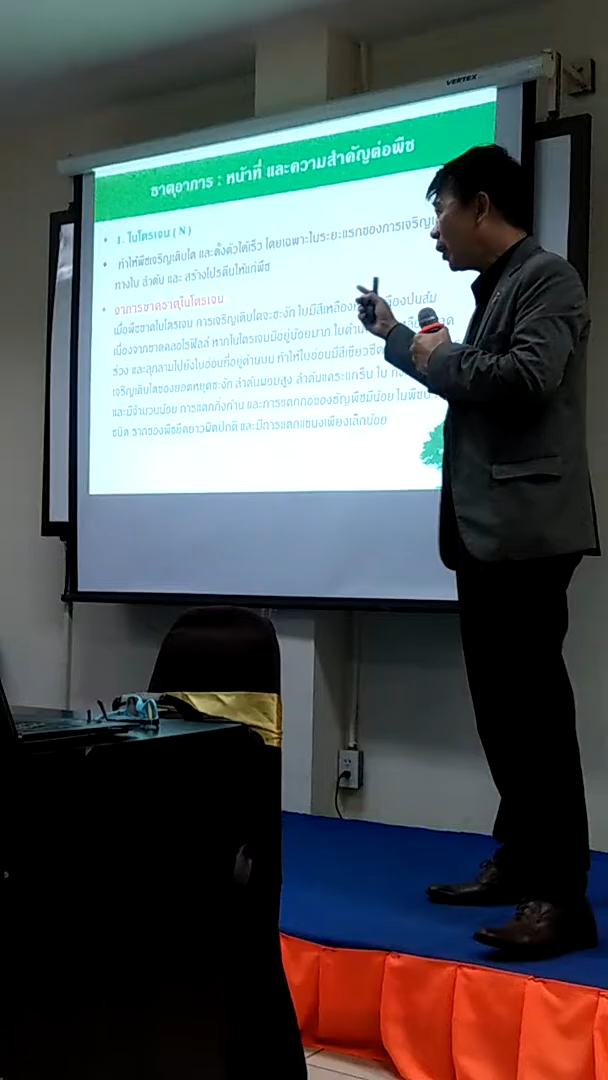 VERTEX
ธาตุอาการ : หน้าที่ และความสำคัญต่อพืช
1. ไนโตรเจน ( N )
ทำให้พืชเจริญเติบโต และตั้งตัวได้เร็ว โดยเฉพาะในระยะแรกของการเจริญ
ทางใบ ลำต้น และ สร้างโปรตีนให้แก่พืช
อาการขาดธาตุไนโตรเจน
เมื่อพืชขาดไนโตรเจน การเจริญเติบโตจะชะงัก ใบมีสีเหลือง เหลืองปนส้ม
เนื่องจากขาดคลอโรฟิลล์ หากไนโตรเจนมีอยู่น้อยมาก ใบล่าง
ร่วง และลุกลามไปยังใบอ่อนที่อยู่ด้านบน ทำให้ใบอ่อนมีสีเขียวซีด
เจริญเติบโตของยอดหยุดชะงัก ลำต้นผอมสูง ลำต้นแคระแกร็น ใบ
และมีจำนวนน้อย การแตกกิ่งก้าน และการแตกกอของธัญพืชมีน้อย ในพืช
ชนิด รากของพืชยืดยาวผิดปกติ และมีการแตกแขนงเพียงเล็กน้อย